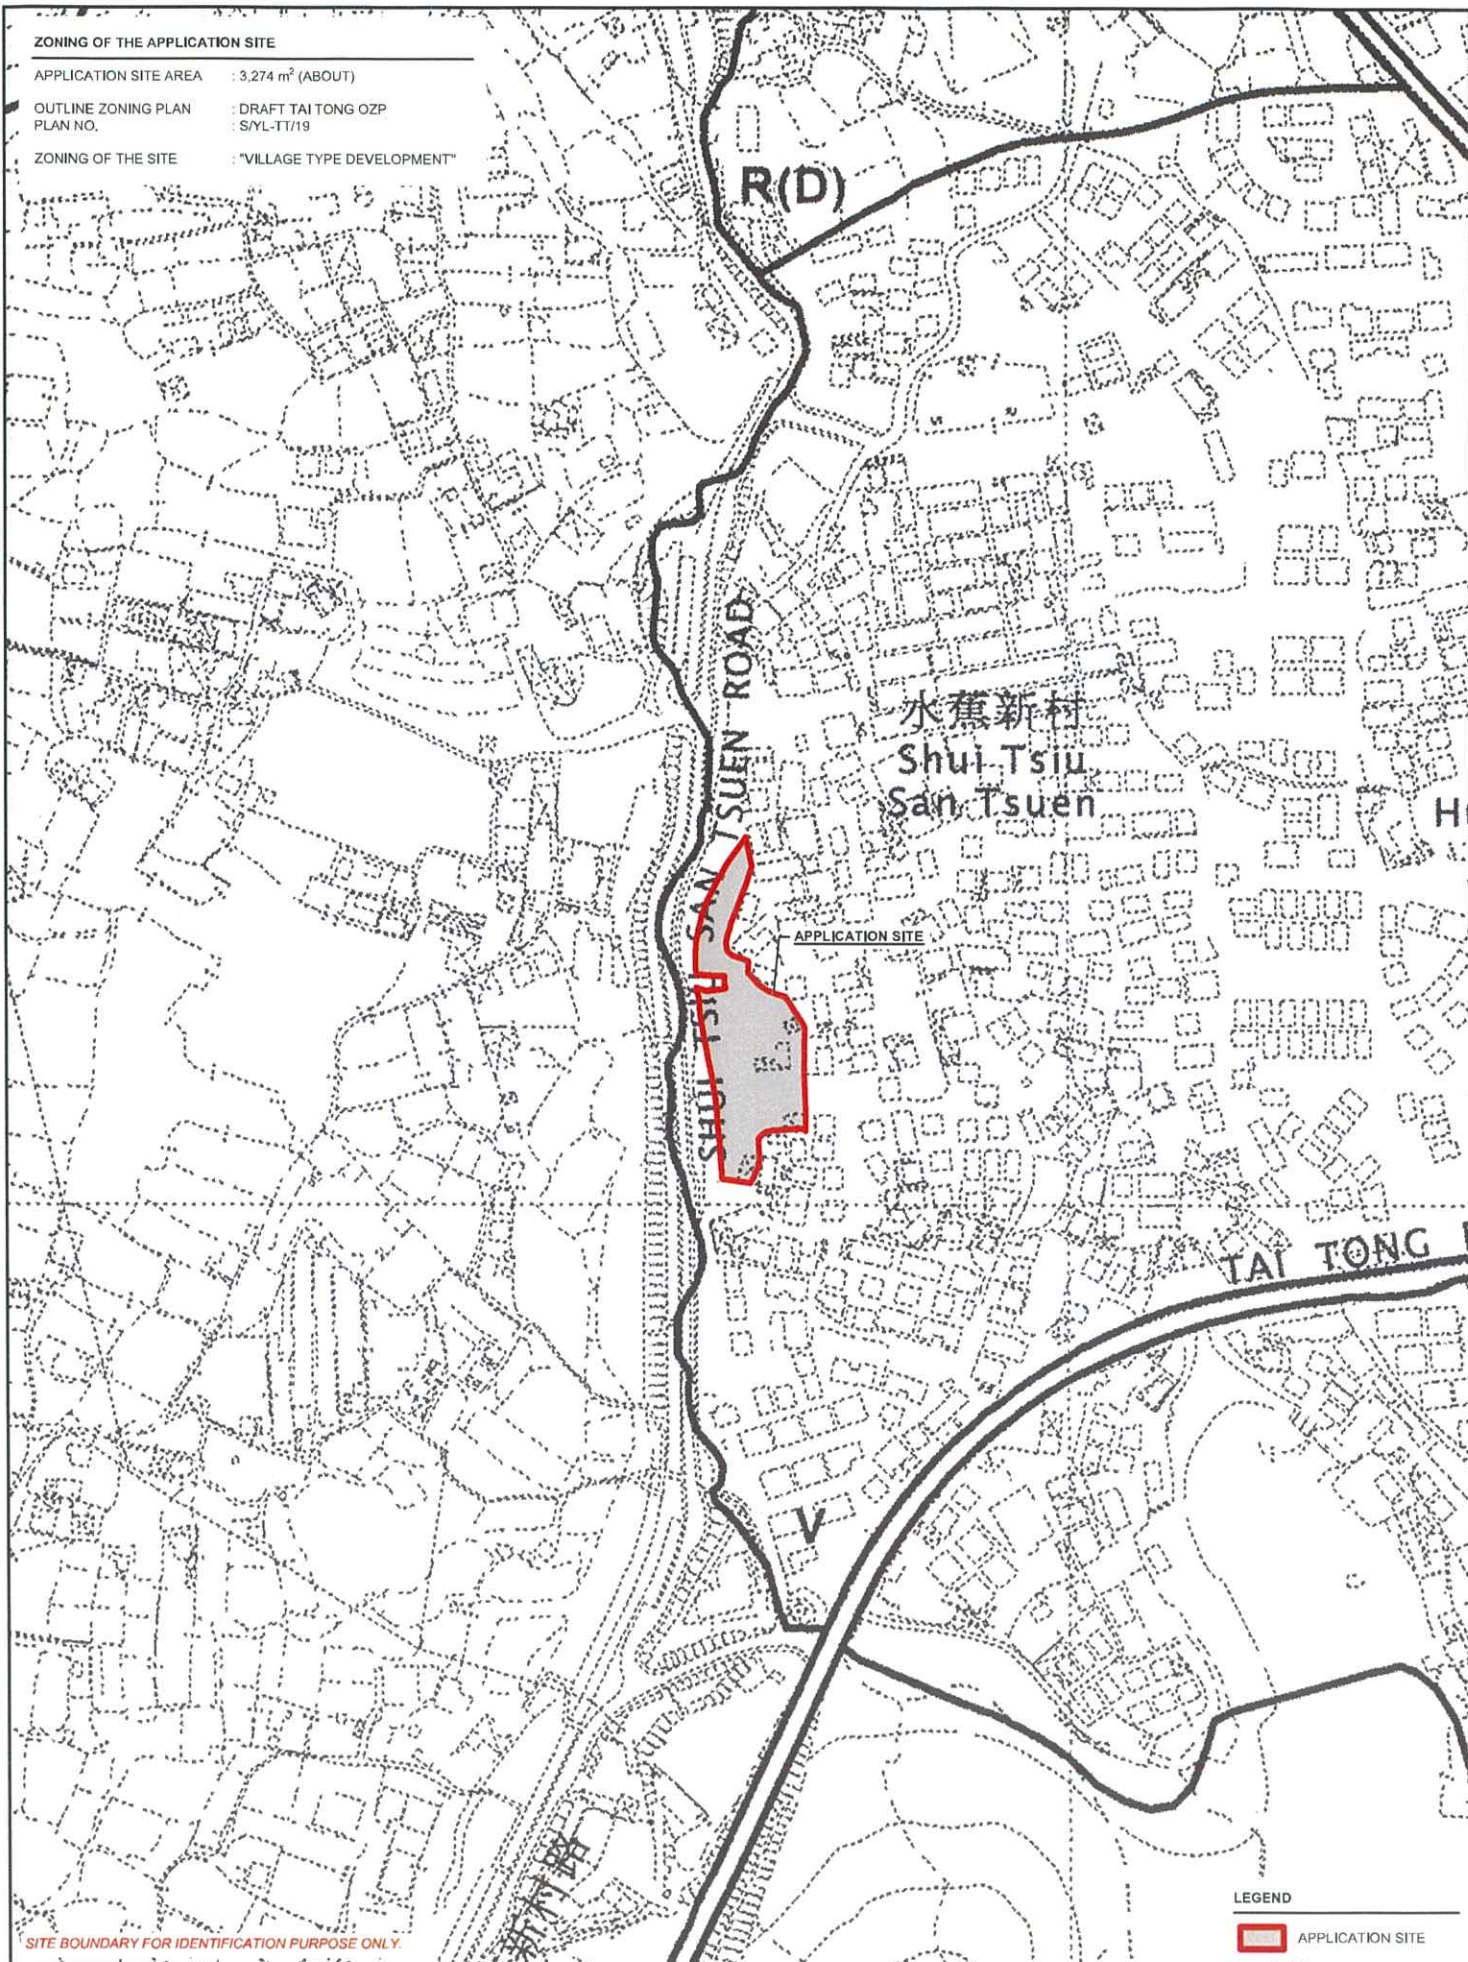 ZONING OF THE APPLICATION SITE
APPLICATION SITE AREA : 3,274 m² (ABOUT)
OUTLINE ZONING PLAN : DRAFT TAI TONG OZP
PLAN NO. : S/YL-TT/19
ZONING OF THE SITE : "VILLAGE TYPE DEVELOPMENT"
R(D)
SHUI TSIU SAN TSUEN ROAD
水蕉新村
Shui Tsiu
San Tsuen
APPLICATION SITE
TAI TONG
V
新村路
LEGEND
APPLICATION SITE
SITE BOUNDARY FOR IDENTIFICATION PURPOSE ONLY.